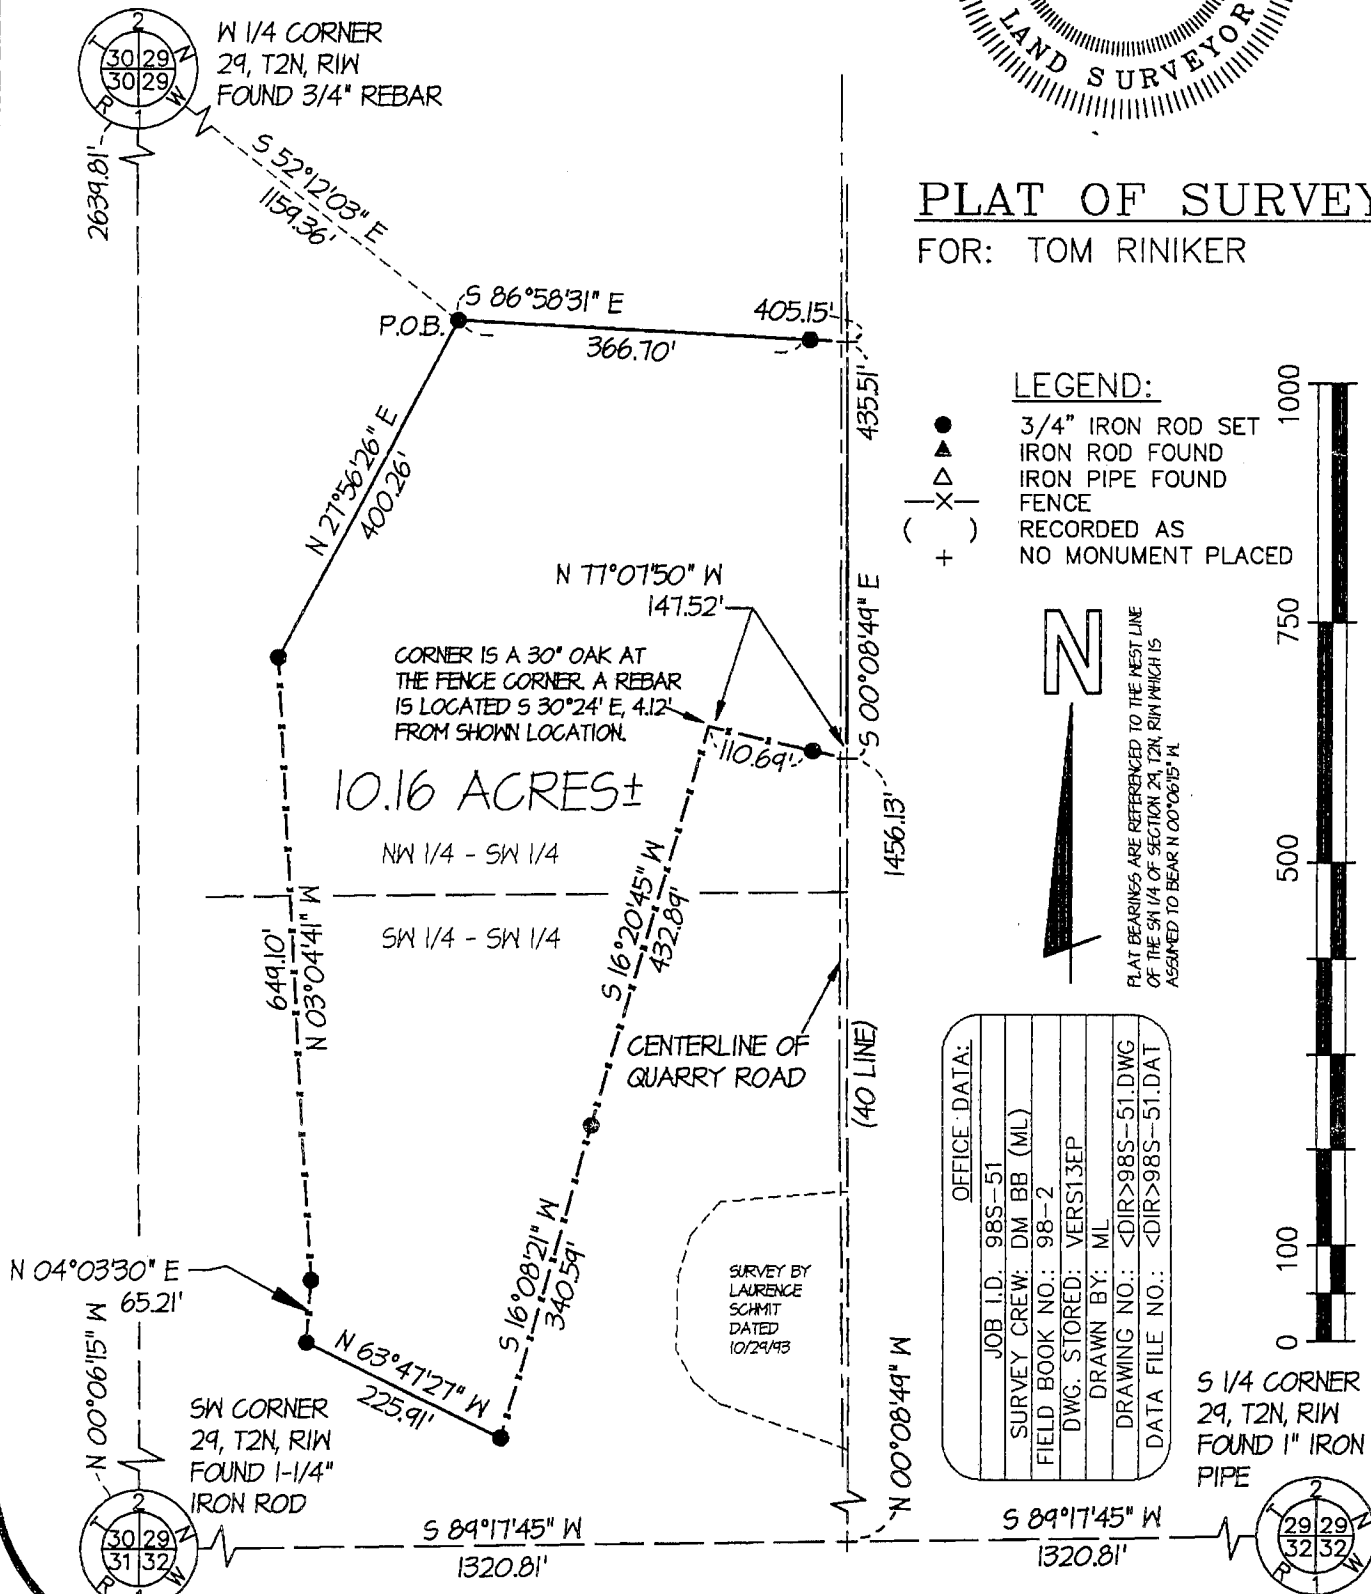 LAND SURVEYOR
PLAT OF SURVEY
FOR: TOM RINIKER
2
T N
30 29
30 29
R W
1
W 1/4 CORNER
29, T2N, R1W
FOUND 3/4" REBAR
2639.81'
S 52°12'03" E
1159.36'
P.O.B.
S 86°58'31" E
366.70'
405.15'
435.51'
N 27°56'26" E
400.26'
N 77°07'50" W
147.52'
CORNER IS A 30" OAK AT
THE FENCE CORNER. A REBAR
IS LOCATED S 30°24' E, 4.12'
FROM SHOWN LOCATION.
110.69'
S 00°08'49" E
1456.13'
10.16 ACRES±
NW 1/4 - SW 1/4
SW 1/4 - SW 1/4
649.10'
N 03°04'41" W
S 16°20'45" W
432.89'
CENTERLINE OF
QUARRY ROAD
(40 LINE)
S 16°08'21" W
340.59'
N 04°03'30" E
65.21'
N 63°47'27" W
225.91'
SURVEY BY
LAURENCE
SCHMIT
DATED
10/29/93
N 00°06'15" W
N 00°08'49" W
SW CORNER
29, T2N, R1W
FOUND 1-1/4"
IRON ROD
2
T N
30 29
31 32
R W
S 89°17'45" W
1320.81'
S 89°17'45" W
1320.81'
S 1/4 CORNER
29, T2N, R1W
FOUND 1" IRON
PIPE
2
T N
29 29
32 32
R W
1
LEGEND:
3/4" IRON ROD SET
IRON ROD FOUND
IRON PIPE FOUND
—X— FENCE
( ) RECORDED AS
+ NO MONUMENT PLACED
N
PLAT BEARINGS ARE REFERENCED TO THE WEST LINE
OF THE SW 1/4 OF SECTION 29, T2N, R1W WHICH IS
ASSUMED TO BEAR N 00°06'15" W.
1000
750
500
100
0
OFFICE DATA:
JOB I.D. 98S-51
SURVEY CREW: DM BB (ML)
FIELD BOOK NO.: 98-2
DWG. STORED: VERS13EP
DRAWN BY: ML
DRAWING NO.: <DIR>98S-51.DWG
DATA FILE NO.: <DIR>98S-51.DAT